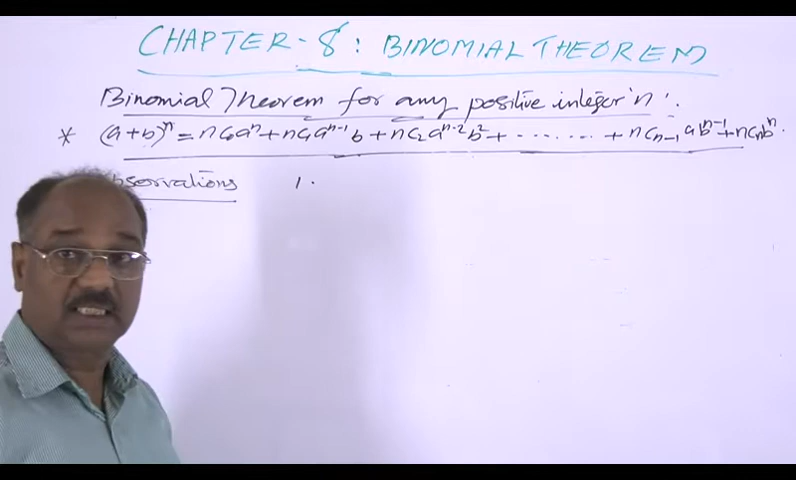 CHAPTER-8: BINOMIAL THEOREM
Binomial Theorem for any positive integer 'n'.
* (a+b)ⁿ = nC₀aⁿ + nC₁aⁿ⁻¹b + nC₂aⁿ⁻²b² + ......... + nCₙ₋₁abⁿ⁻¹ + nCₙbⁿ.
bservations 1.